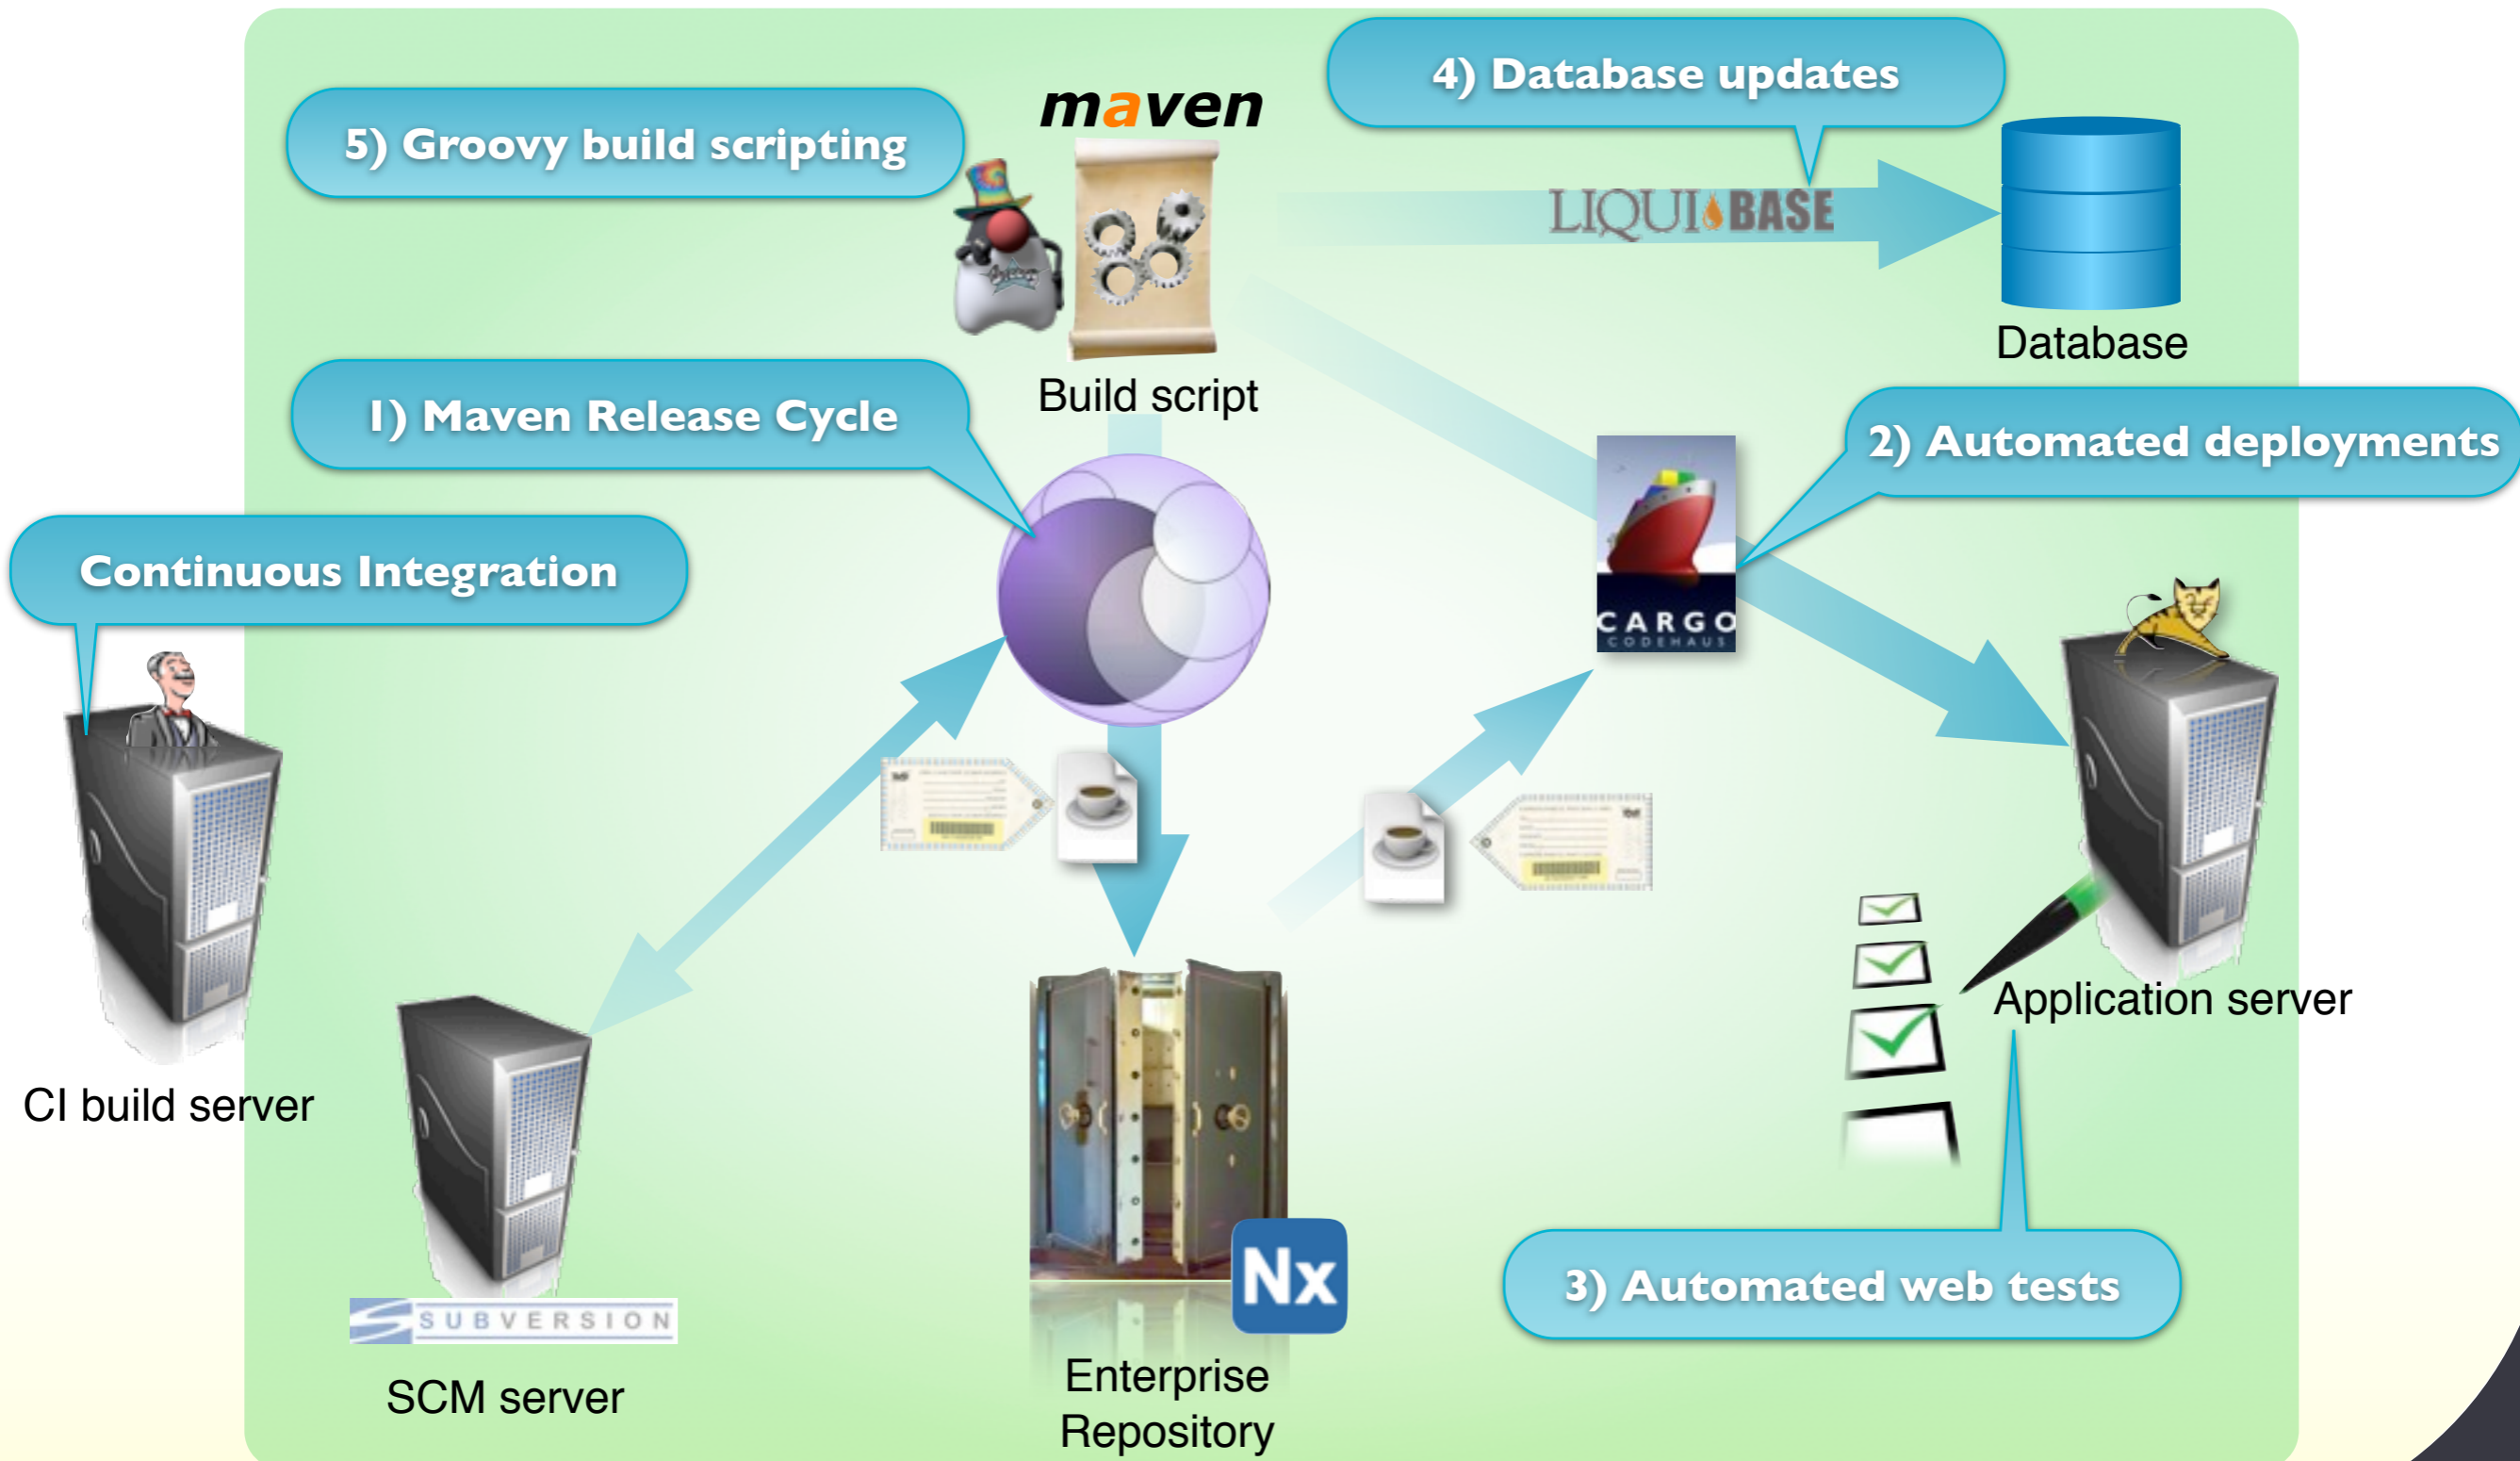 4) Database updates
maven
5) Groovy build scripting
LIQUIBASE
Database
Build script
1) Maven Release Cycle
2) Automated deployments
Continuous Integration
CARGO
CODEHAUS
Application server
CI build server
Nx
3) Automated web tests
SUBVERSION
SCM server
Enterprise
Repository